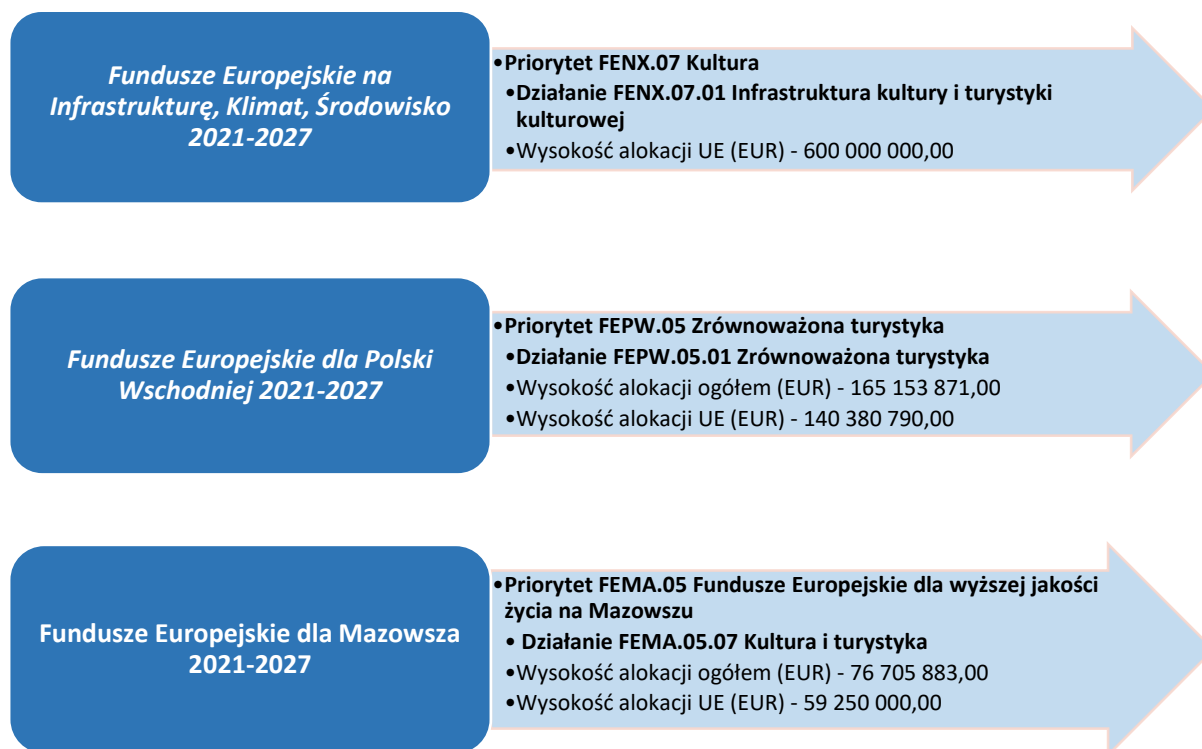 Fundusze Europejskie na
Infrastrukturę, Klimat, Środowisko
2021-2027
•Priorytet FENX.07 Kultura
•Działanie FENX.07.01 Infrastruktura kultury i turystyki
kulturowej
•Wysokość alokacji UE (EUR) - 600 000 000,00
Fundusze Europejskie dla Polski
Wschodniej 2021-2027
•Priorytet FEPW.05 Zrównoważona turystyka
•Działanie FEPW.05.01 Zrównoważona turystyka
•Wysokość alokacji ogółem (EUR) - 165 153 871,00
•Wysokość alokacji UE (EUR) - 140 380 790,00
Fundusze Europejskie dla Mazowsza
2021-2027
•Priorytet FEMA.05 Fundusze Europejskie dla wyższej jakości
życia na Mazowszu
• Działanie FEMA.05.07 Kultura i turystyka
•Wysokość alokacji ogółem (EUR) - 76 705 883,00
•Wysokość alokacji UE (EUR) - 59 250 000,00